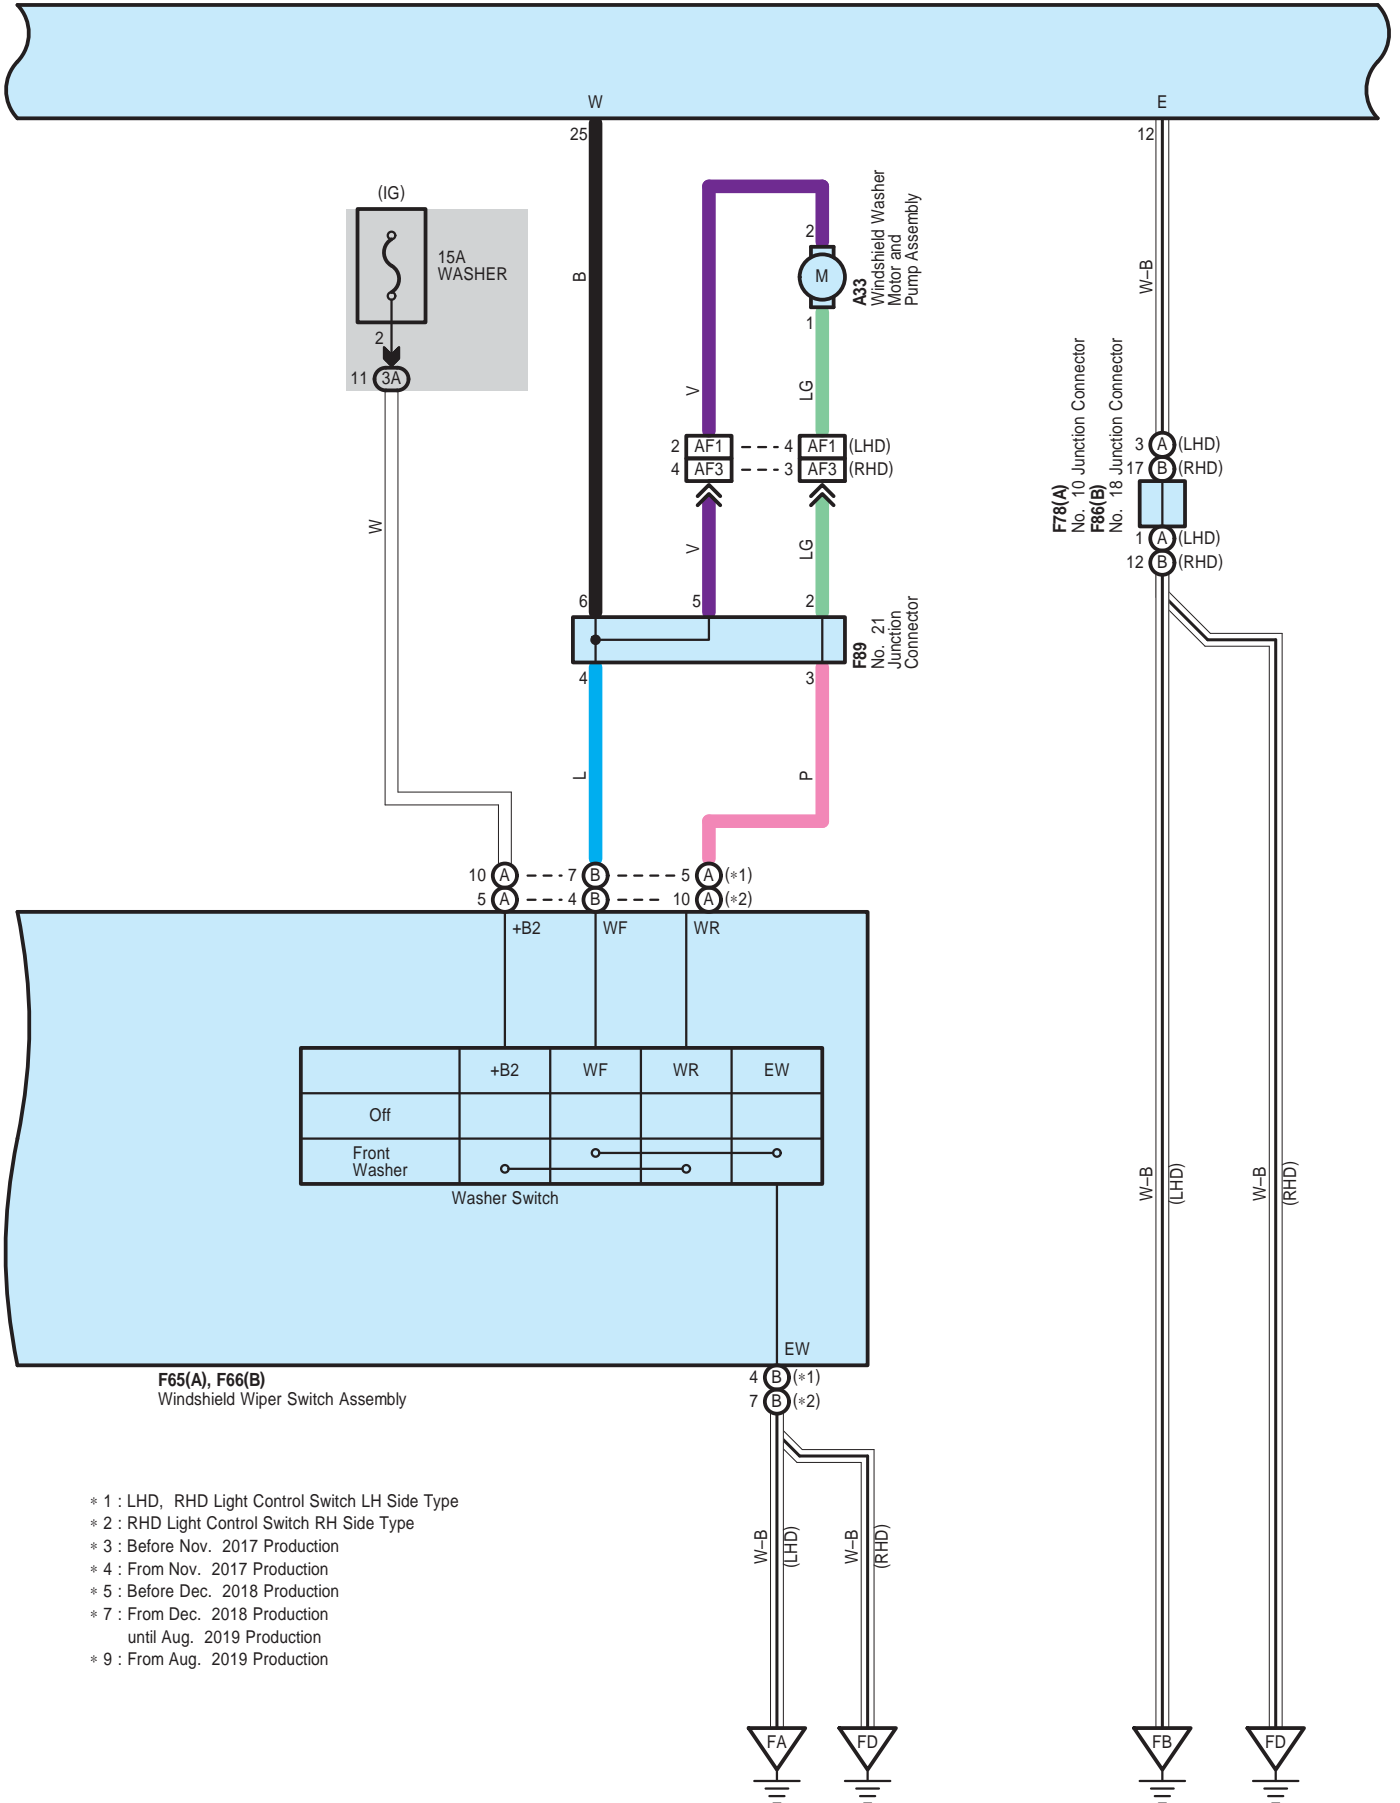 W
E
25
12
(IG)
15A
WASHER
2
11 3A
B
W
V
LG
2
M
1
A33
Windshield Washer
Motor and
Pump Assembly
W–B
2 AF1 4 AF1 (LHD)
4 AF3 3 AF3 (RHD)
V
LG
F78(A)
No. 10 Junction Connector
F86(B)
No. 18 Junction Connector
3 A (LHD)
17 B (RHD)
1 A (LHD)
12 B (RHD)
6 5 2
4 3
F89
No. 21
Junction
Connector
L
P
10 A 7 B 5 A (∗1)
5 A 4 B 10 A (∗2)
+B2 WF WR
+B2 WF WR EW
Off
Front
Washer
Washer Switch
EW
W–B
(LHD)
W–B
(RHD)
F65(A), F66(B)
Windshield Wiper Switch Assembly
4 B (∗1)
7 B (∗2)
∗ 1 : LHD, RHD Light Control Switch LH Side Type
∗ 2 : RHD Light Control Switch RH Side Type
∗ 3 : Before Nov. 2017 Production
∗ 4 : From Nov. 2017 Production
∗ 5 : Before Dec. 2018 Production
∗ 7 : From Dec. 2018 Production
until Aug. 2019 Production
∗ 9 : From Aug. 2019 Production
W–B
(LHD)
W–B
(RHD)
FA FD FB FD